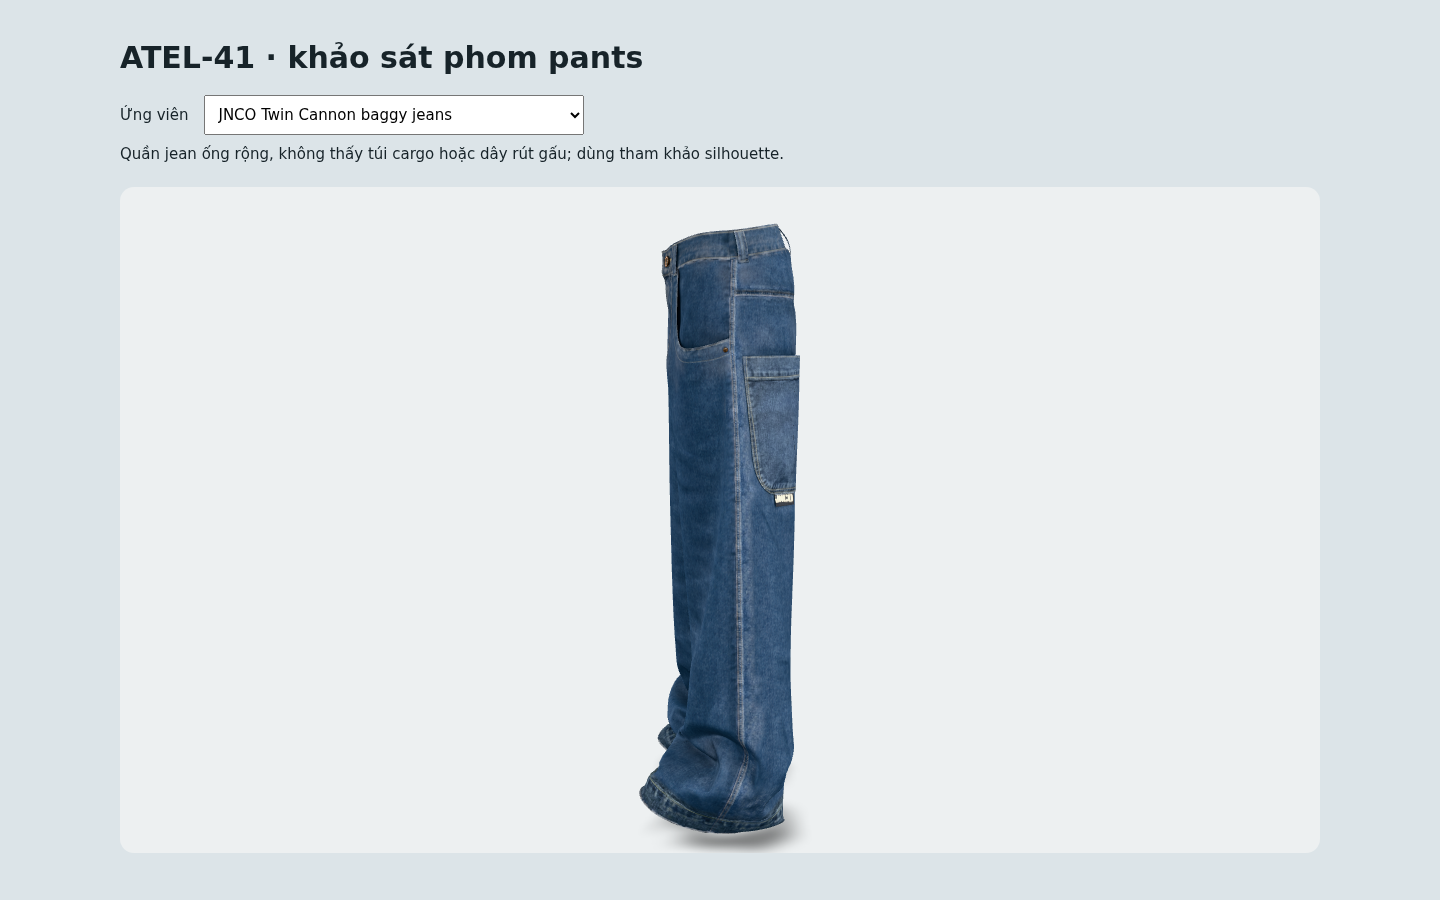 ATEL-41 · khảo sát phom pants
Ứng viên
JNCO Twin Cannon baggy jeans
Quần jean ống rộng, không thấy túi cargo hoặc dây rút gấu; dùng tham khảo silhouette.
JNCO